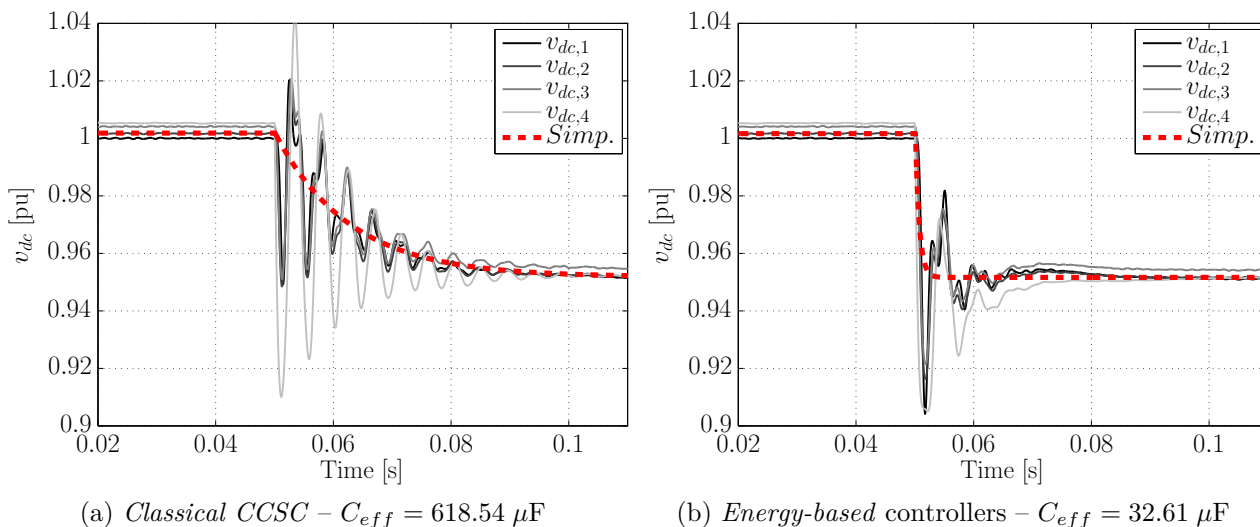 1.04
1.02
1
0.98
0.96
0.94
0.92
0.9
v_{dc} [pu]
0.02
0.04
0.06
0.08
0.1
Time [s]
v_{dc,1}
v_{dc,2}
v_{dc,3}
v_{dc,4}
Simp.
(a) Classical CCSC – C_{eff} = 618.54 μF
1.04
1.02
1
0.98
0.96
0.94
0.92
0.9
v_{dc} [pu]
0.02
0.04
0.06
0.08
0.1
Time [s]
v_{dc,1}
v_{dc,2}
v_{dc,3}
v_{dc,4}
Simp.
(b) Energy-based controllers – C_{eff} = 32.61 μF